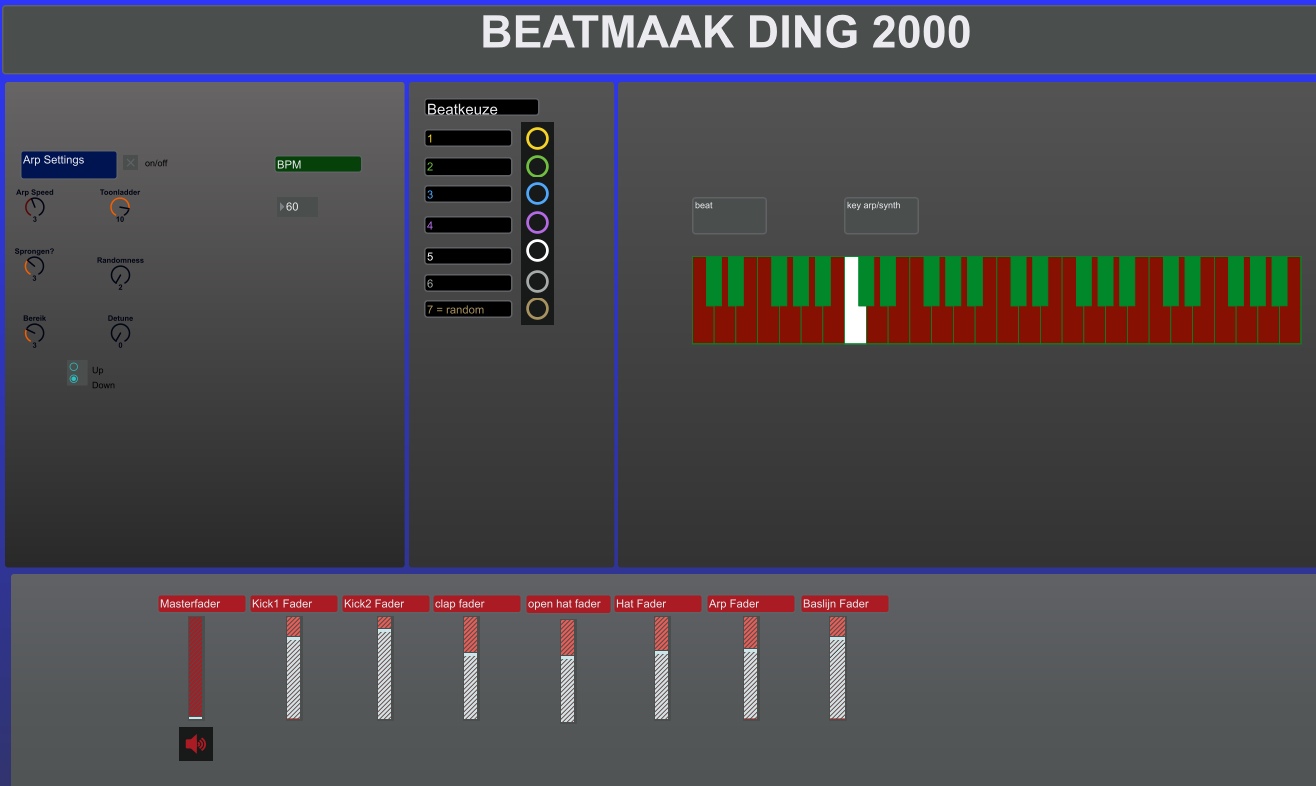 BEATMAAK DING 2000
Arp Settings
on/off
BPM
Arp Speed
3
Toonladder
10
60
Sprongen?
3
Randomness
2
Bereik
3
Detune
0
Up
Down
Beatkeuze
1
2
3
4
5
6
7 = random
beat
key arp/synth
Masterfader
Kick1 Fader
Kick2 Fader
clap fader
open hat fader
Hat Fader
Arp Fader
Baslijn Fader